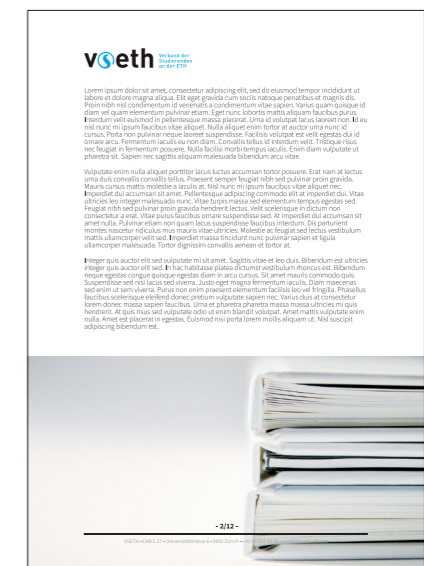 vseth Verband der
Studierenden
an der ETH
Lorem ipsum dolor sit amet, consectetur adipiscing elit, sed do eiusmod tempor incididunt ut
labore et dolore magna aliqua. Elit eget gravida cum sociis natoque penatibus et magnis dis.
Proin nibh nisl condimentum id venenatis a condimentum vitae sapien. Varius quam quisque id
diam vel quam elementum pulvinar etiam. Eget nunc lobortis mattis aliquam faucibus purus.
Interdum velit euismod in pellentesque massa placerat. Urna id volutpat lacus laoreet non. Id eu
nisl nunc mi ipsum faucibus vitae aliquet. Nulla aliquet enim tortor at auctor urna nunc id
cursus. Porta non pulvinar neque laoreet suspendisse. Facilisis volutpat est velit egestas dui id
ornare arcu. Fermentum iaculis eu non diam. Convallis tellus id interdum velit. Tristique risus
nec feugiat in fermentum posuere. Nulla facilisi morbi tempus iaculis. Enim diam vulputate ut
pharetra sit. Sapien nec sagittis aliquam malesuada bibendum arcu vitae.
Vulputate enim nulla aliquet porttitor lacus luctus accumsan tortor posuere. Erat nam at lectus
urna duis convallis convallis tellus. Praesent semper feugiat nibh sed pulvinar proin gravida.
Mauris cursus mattis molestie a iaculis at. Nisl nunc mi ipsum faucibus vitae aliquet nec.
Imperdiet dui accumsan sit amet. Pellentesque adipiscing commodo elit at imperdiet dui. Vitae
ultricies leo integer malesuada nunc. Vitae turpis massa sed elementum tempus egestas sed.
Feugiat nibh sed pulvinar proin gravida hendrerit lectus. Velit scelerisque in dictum non
consectetur a erat. Vitae purus faucibus ornare suspendisse sed. At imperdiet dui accumsan sit
amet nulla. Pulvinar etiam non quam lacus suspendisse faucibus interdum. Dis parturient
montes nascetur ridiculus mus mauris vitae ultricies. Molestie ac feugiat sed lectus vestibulum
mattis ullamcorper velit sed. Imperdiet massa tincidunt nunc pulvinar sapien et ligula
ullamcorper malesuada. Tortor dignissim convallis aenean et tortor at.
Integer quis auctor elit sed vulputate mi sit amet. Sagittis vitae et leo duis. Bibendum est ultricies
integer quis auctor elit sed. In hac habitasse platea dictumst vestibulum rhoncus est. Bibendum
neque egestas congue quisque egestas diam in arcu cursus. Sit amet mauris commodo quis.
Suspendisse sed nisi lacus sed viverra. Justo eget magna fermentum iaculis. Diam maecenas
sed enim ut sem viverra. Purus non enim praesent elementum facilisis leo vel fringilla. Phasellus
faucibus scelerisque eleifend donec pretium vulputate sapien nec. Varius duis at consectetur
lorem donec massa sapien faucibus. Urna et pharetra pharetra massa massa ultricies mi quis
hendrerit. At quis risus sed vulputate odio ut enim blandit volutpat. Amet mattis vulputate enim
nulla. Amet est placerat in egestas. Euismod nisi porta lorem mollis aliquam ut. Nisl suscipit
adipiscing bibendum est.
- 2/12 -
VSETH • CAB E 27 • Universitätstrasse 6 • 8092 Zürich